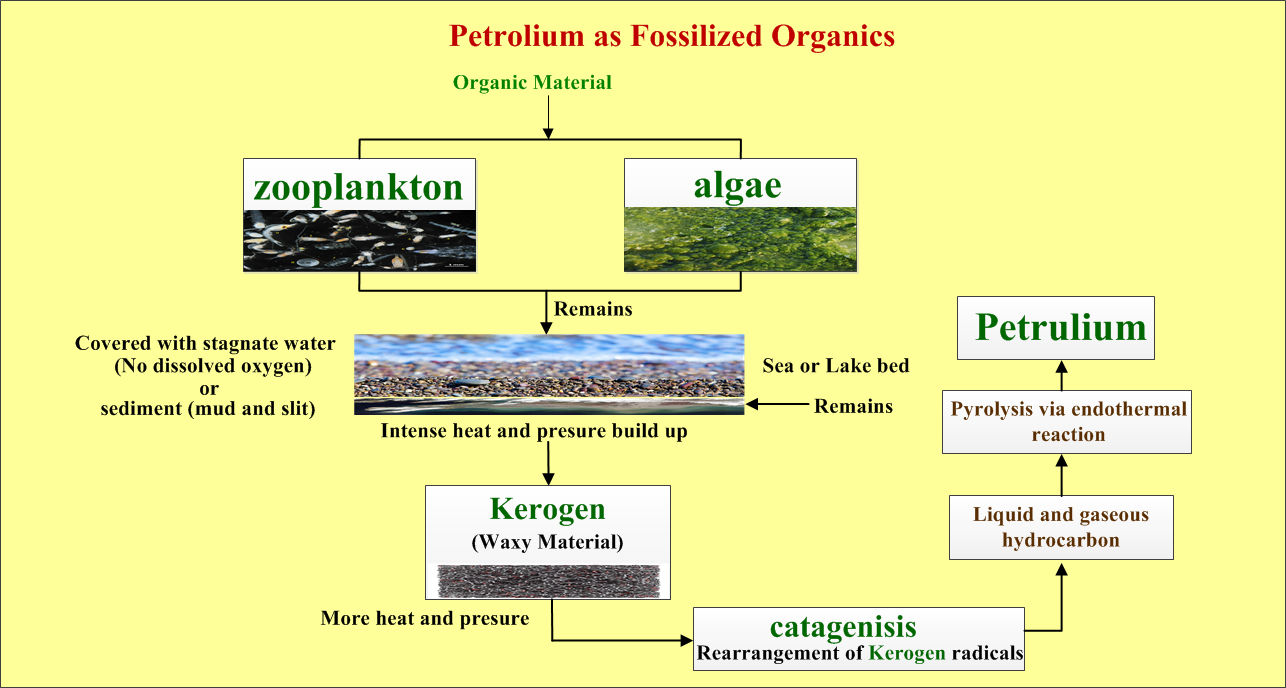 Petrolium as Fossilized Organics
Organic Material
zooplankton
algae
Remains
Covered with stagnate water
(No dissolved oxygen)
or
sediment (mud and slit)
Sea or Lake bed
Remains
Intense heat and presure build up
Kerogen
(Waxy Material)
More heat and presure
catagenisis
Rearrangement of Kerogen radicals
Liquid and gaseous
hydrocarbon
Pyrolysis via endothermal
reaction
Petrulium